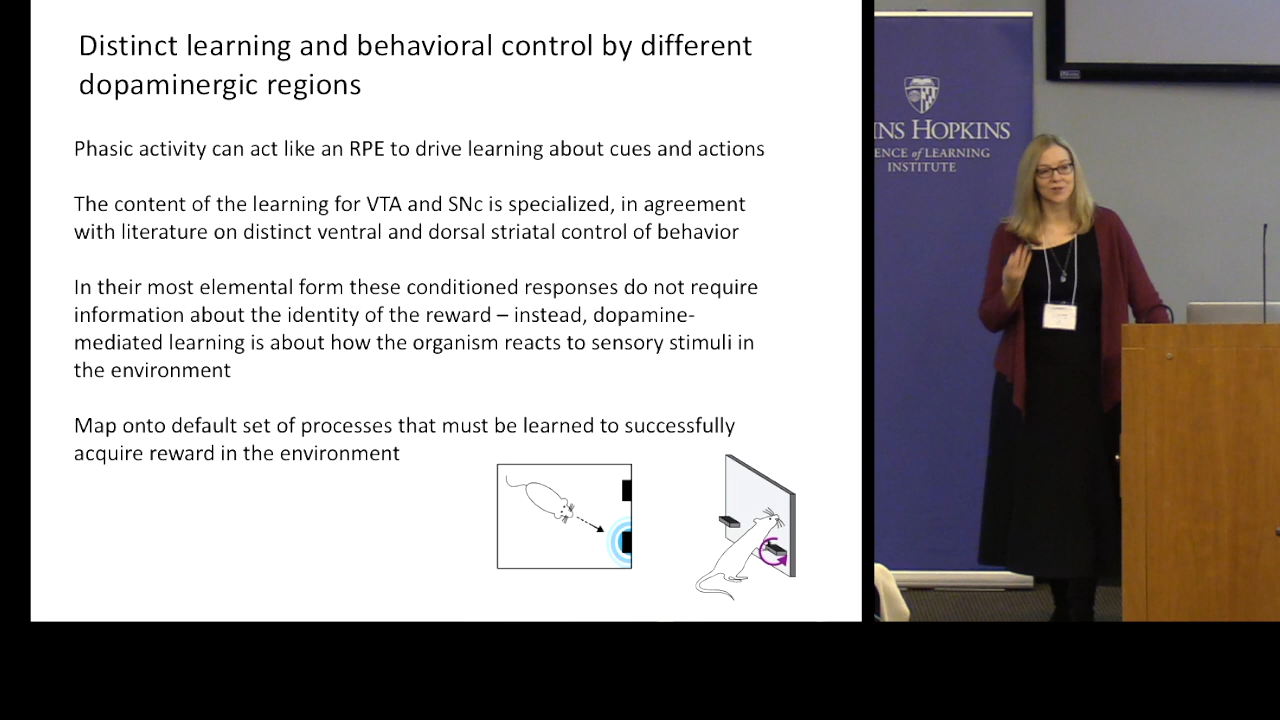 Distinct learning and behavioral control by different
dopaminergic regions
Phasic activity can act like an RPE to drive learning about cues and actions
The content of the learning for VTA and SNc is specialized, in agreement
with literature on distinct ventral and dorsal striatal control of behavior
In their most elemental form these conditioned responses do not require
information about the identity of the reward – instead, dopamine-
mediated learning is about how the organism reacts to sensory stimuli in
the environment
Map onto default set of processes that must be learned to successfully
acquire reward in the environment
INS HOPKINS
ENCE of LEARNING
INSTITUTE